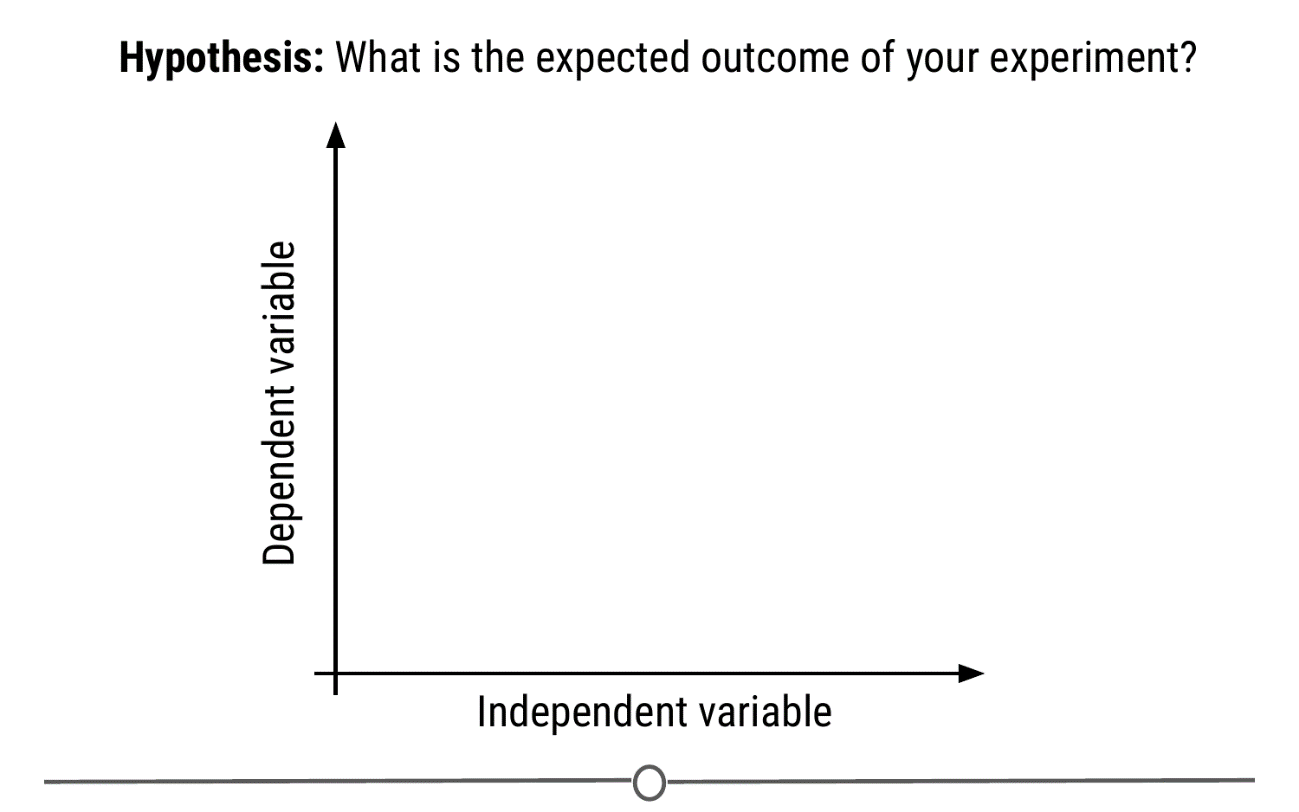 Hypothesis: What is the expected outcome of your experiment?
Dependent variable
Independent variable